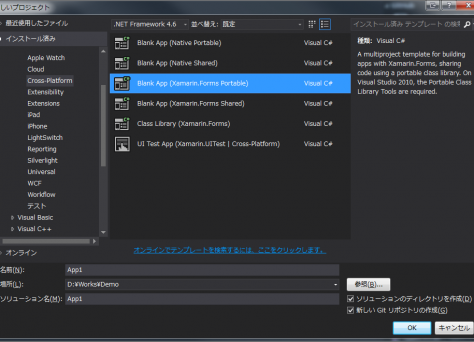 しいプロジェクト
最近使用したファイル
.NET Framework 4.6
並べ替え: 既定
インストール済み テンプレート の検索
インストール済み
Apple Watch
Cloud
Cross-Platform
Extensibility
Extensions
iPad
iPhone
LightSwitch
Reporting
Silverlight
Universal
WCF
Workflow
テスト
Visual Basic
Visual C++
オンライン
Blank App (Native Portable) Visual C#
Blank App (Native Shared) Visual C#
Blank App (Xamarin.Forms Portable) Visual C#
Blank App (Xamarin.Forms Shared) Visual C#
Class Library (Xamarin.Forms) Visual C#
UI Test App (Xamarin.UITest | Cross-Platform) Visual C#
オンラインでテンプレートを検索するには、ここをクリックします。
種類: Visual C#
A multiproject template for building
apps with Xamarin.Forms, sharing
code using a portable class library. On
Visual Studio 2010, the Portable Class
Library Tools are required.
名前(N): App1
場所(L): D:¥Works¥Demo 参照(B)...
ソリューション名(M): App1
ソリューションのディレクトリを作成(D)
新しい Git リポジトリの作成(G)
OK キャンセル